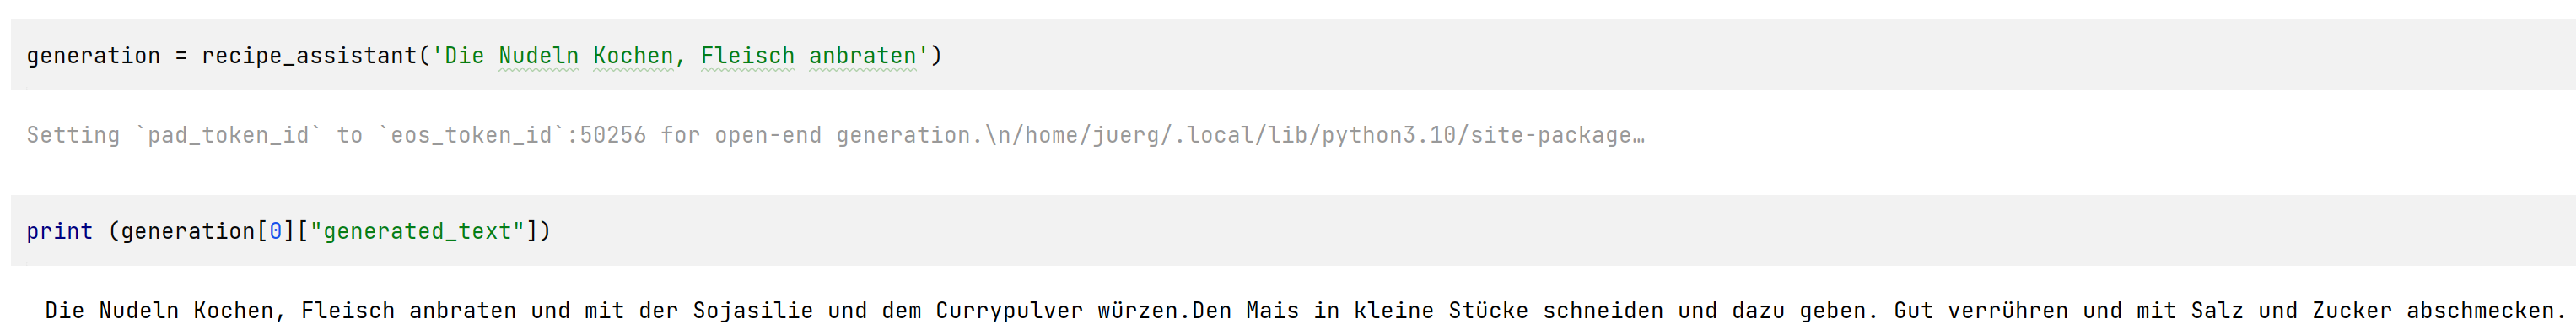 generation = recipe_assistant('Die Nudeln Kochen, Fleisch anbraten')
Setting `pad_token_id` to `eos_token_id`:50256 for open-end generation.\n/home/juerg/.local/lib/python3.10/site-package…
print (generation[0]["generated_text"])
Die Nudeln Kochen, Fleisch anbraten und mit der Sojasilie und dem Currypulver würzen.Den Mais in kleine Stücke schneiden und dazu geben. Gut verrühren und mit Salz und Zucker abschmecken.